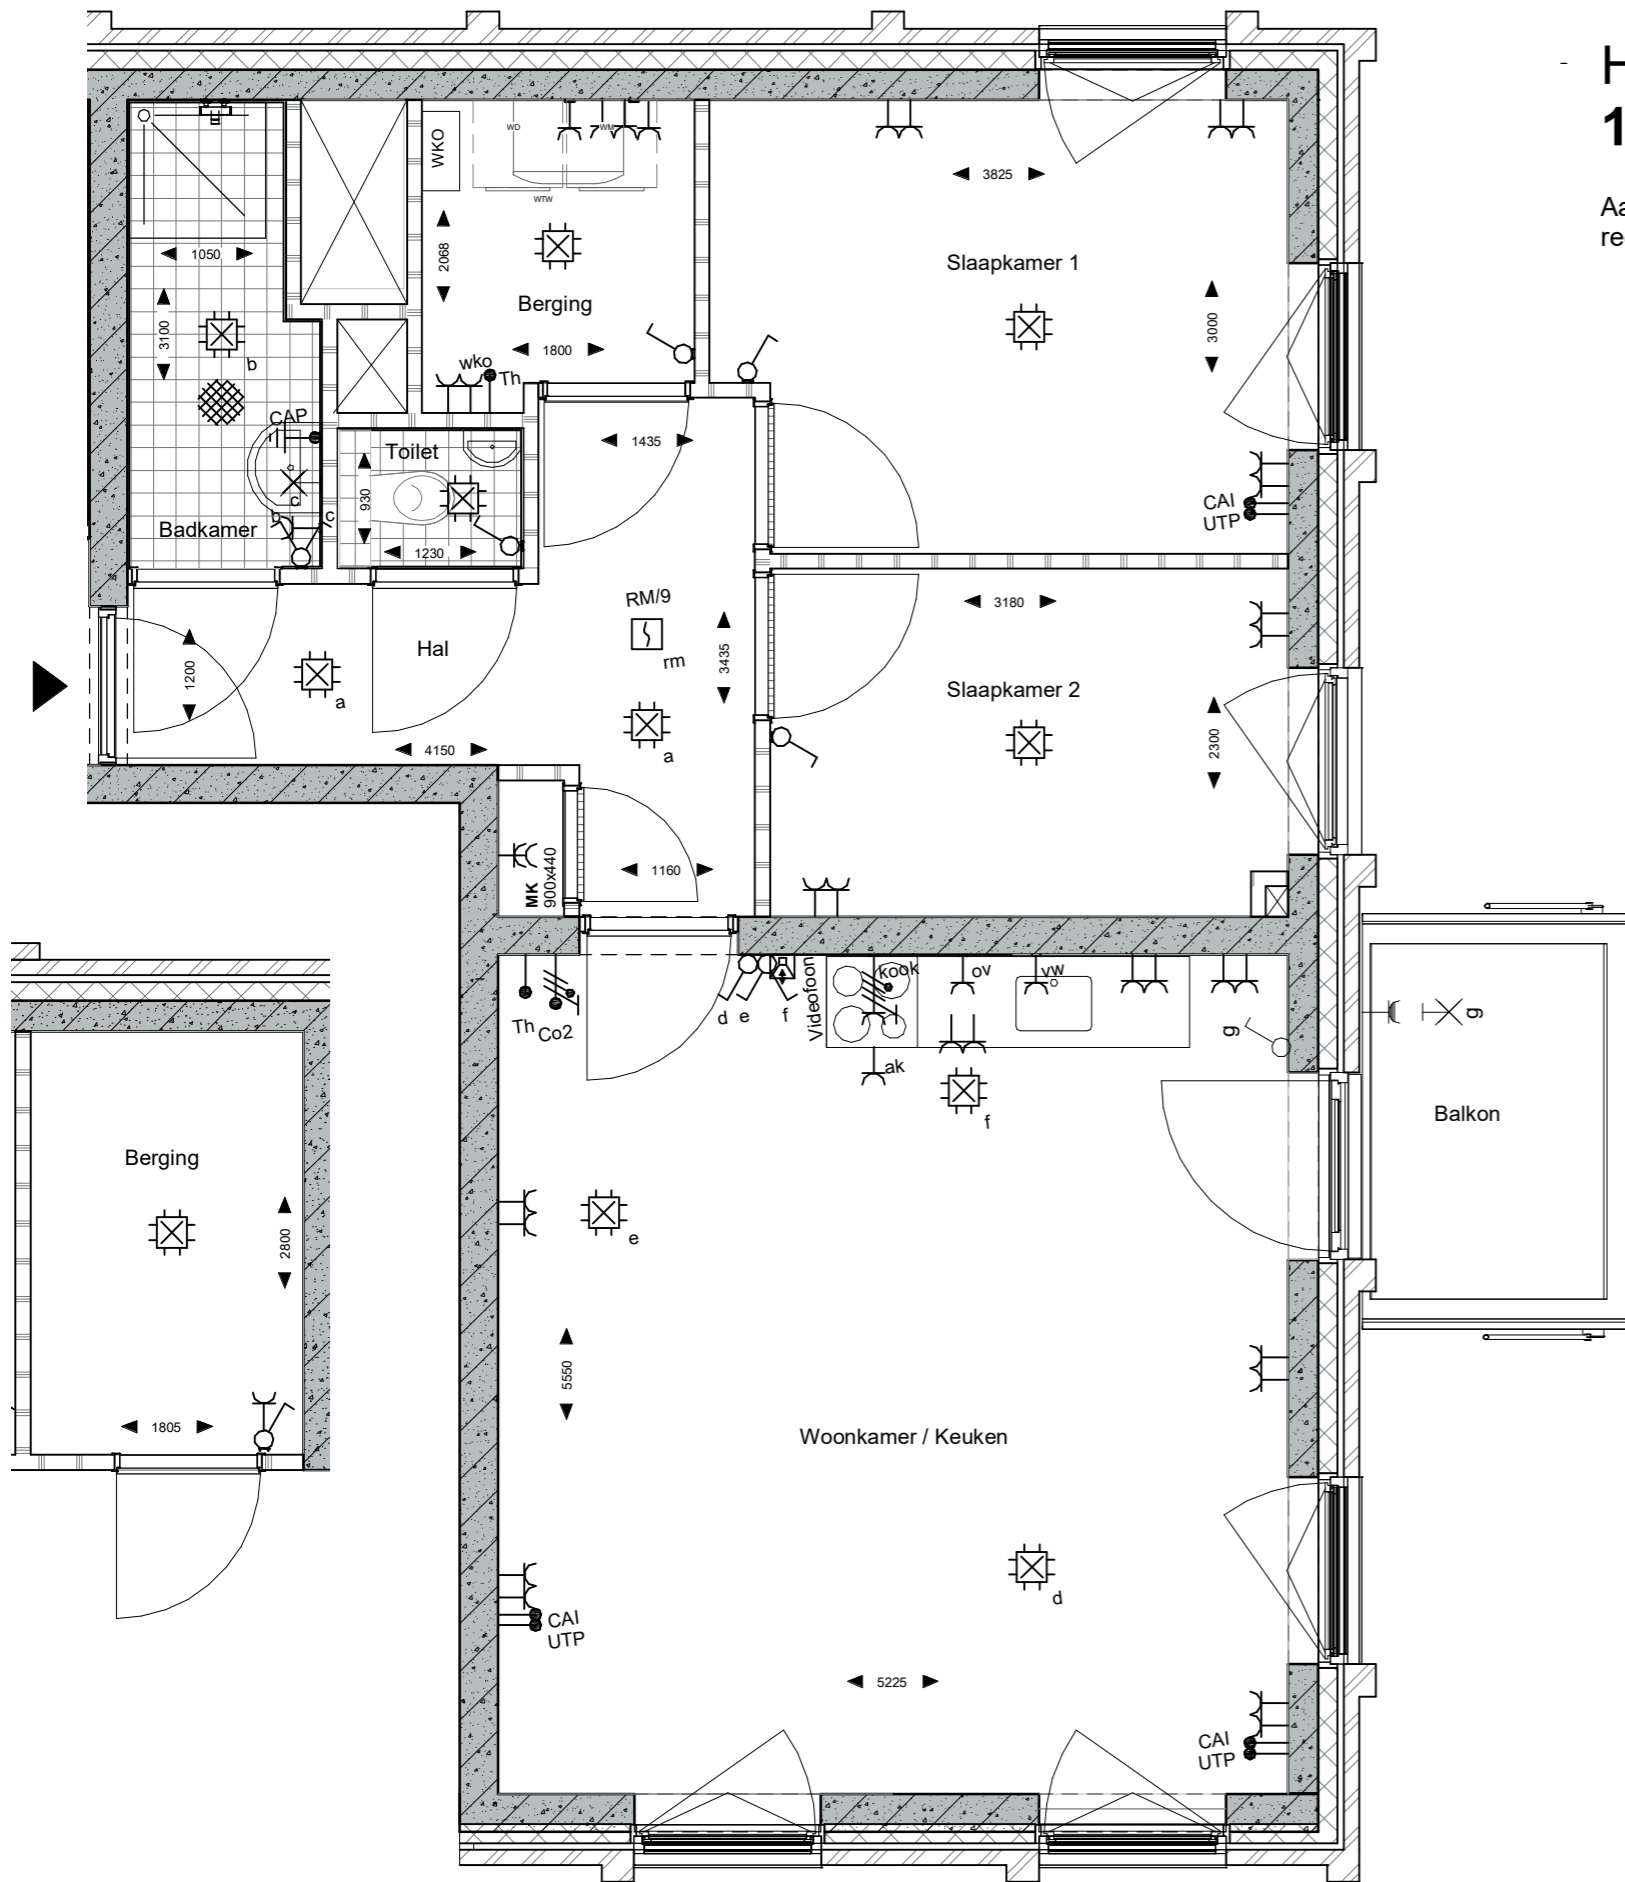 H
1
Aa
re
WKO
WD
WM
WTW
3825
1050
2068
Slaapkamer 1
Berging
3000
3100
b
1800
wko
Th
CAP
1435
Toilet
930
c
b
c
Badkamer
1230
CAI
UTP
RM/9
3180
rm
Hal
3435
1200
a
Slaapkamer 2
4150
a
2300
MK
900x440
1160
Th
Co2
d
e
f
Videofoon
kook
ov
vw
g
g
ak
f
Balkon
Berging
e
2800
5550
1805
Woonkamer / Keuken
d
CAI
UTP
5225
CAI
UTP